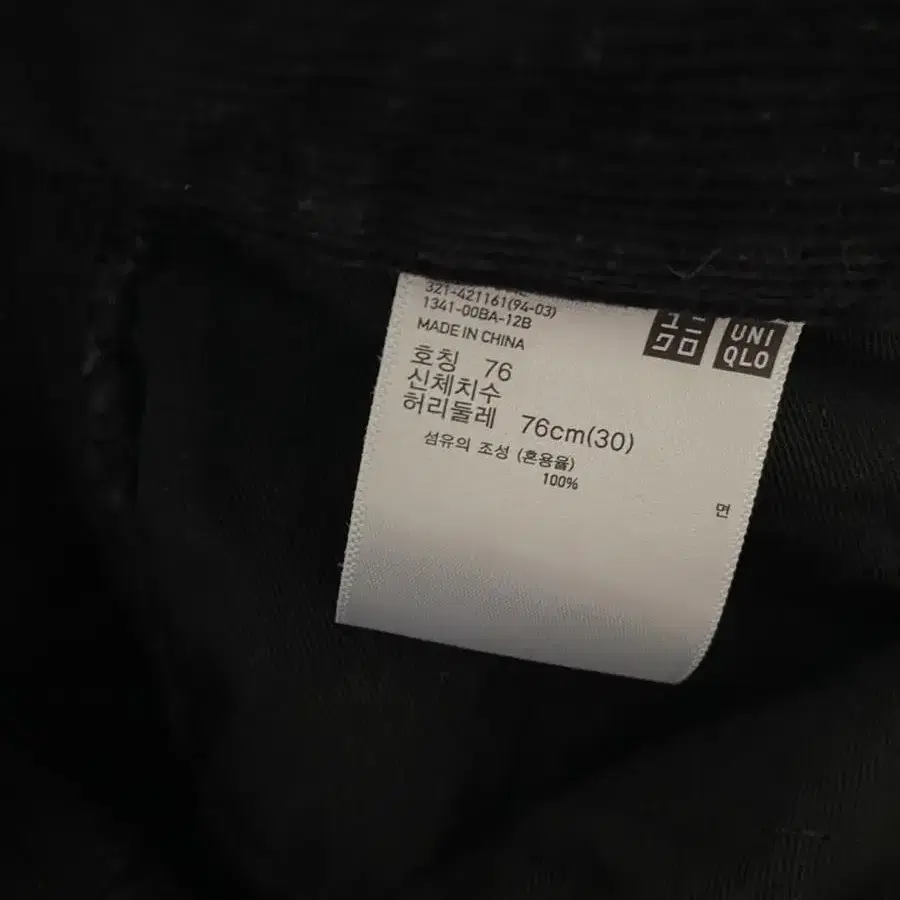 321-421161(94-03)
1341-00BA-12B
MADE IN CHINA
ユニ
クロ
UNI
QLO
호칭 76
신체치수
허리둘레 76cm(30)
섬유의 조성 (혼용율)
100%
면